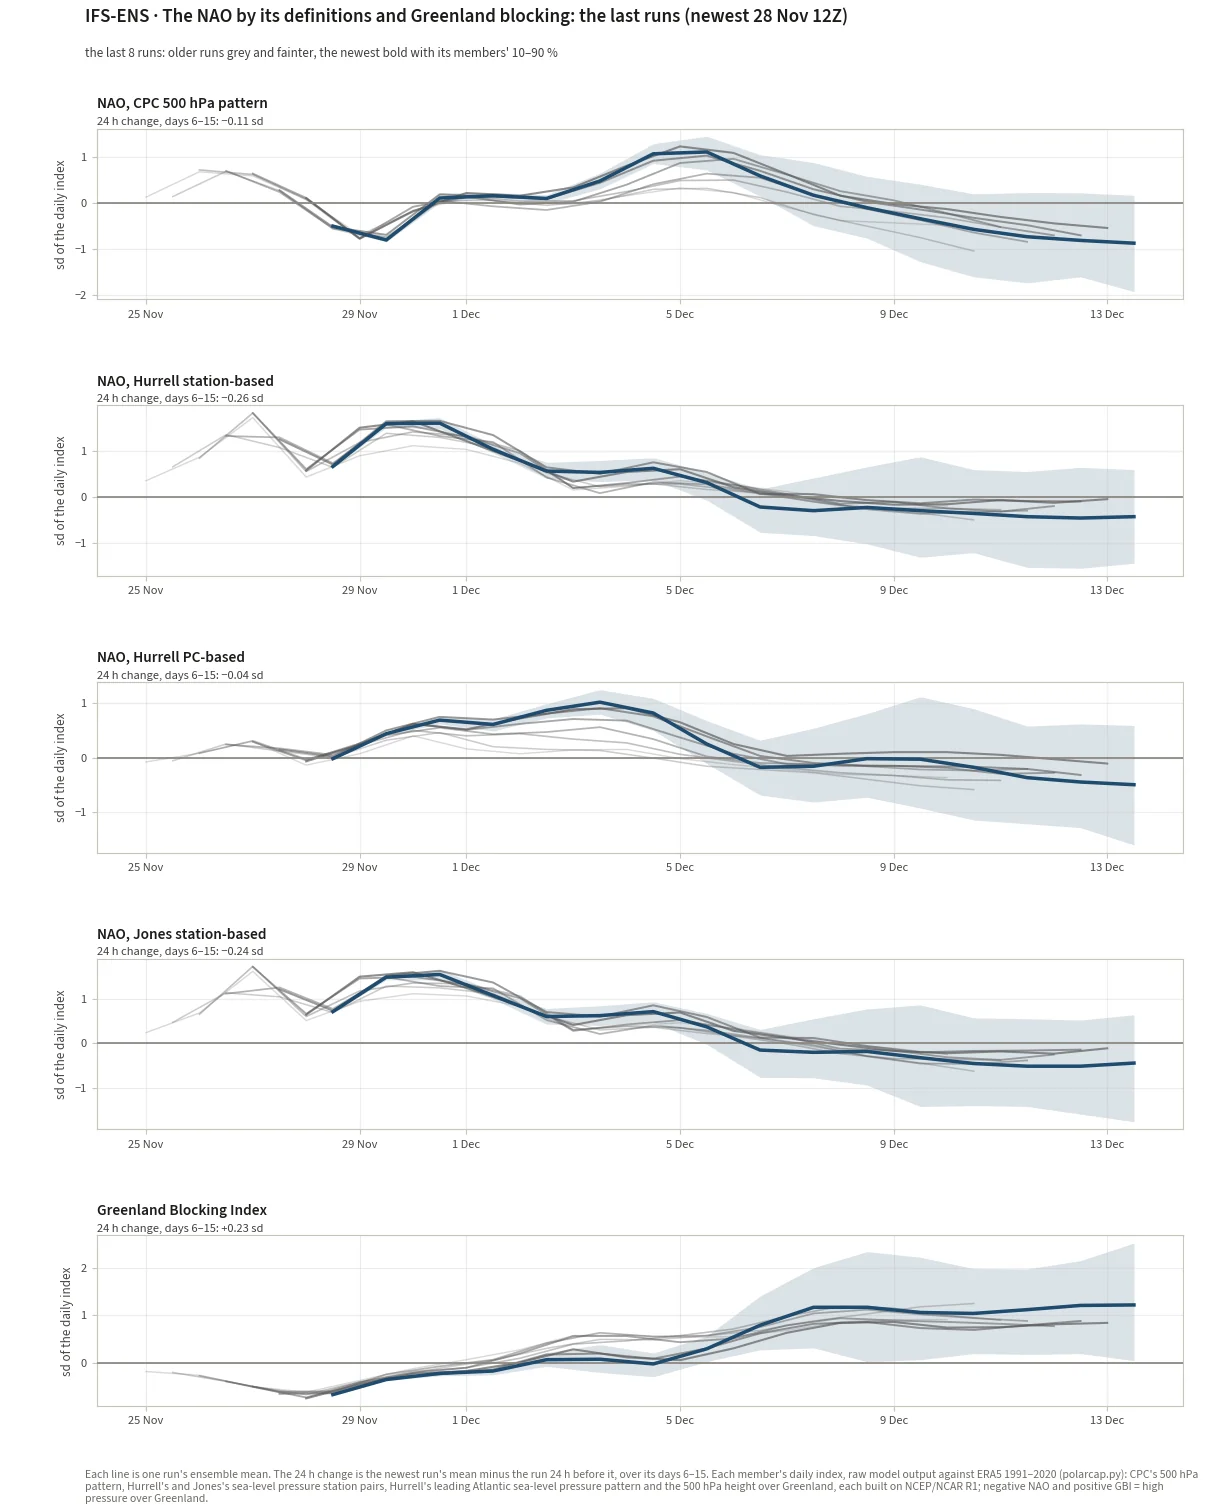 IFS-ENS · The NAO by its definitions and Greenland blocking: the last runs (newest 28 Nov 12Z)
the last 8 runs: older runs grey and fainter, the newest bold with its members' 10–90 %
NAO, CPC 500 hPa pattern
24 h change, days 6–15: −0.11 sd
sd of the daily index
1
0
−1
−2
25 Nov
29 Nov
1 Dec
5 Dec
9 Dec
13 Dec
NAO, Hurrell station-based
24 h change, days 6–15: −0.26 sd
sd of the daily index
1
0
−1
25 Nov
29 Nov
1 Dec
5 Dec
9 Dec
13 Dec
NAO, Hurrell PC-based
24 h change, days 6–15: −0.04 sd
sd of the daily index
1
0
−1
25 Nov
29 Nov
1 Dec
5 Dec
9 Dec
13 Dec
NAO, Jones station-based
24 h change, days 6–15: −0.24 sd
sd of the daily index
1
0
−1
25 Nov
29 Nov
1 Dec
5 Dec
9 Dec
13 Dec
Greenland Blocking Index
24 h change, days 6–15: +0.23 sd
sd of the daily index
2
1
0
25 Nov
29 Nov
1 Dec
5 Dec
9 Dec
13 Dec
Each line is one run's ensemble mean. The 24 h change is the newest run's mean minus the run 24 h before it, over its days 6–15. Each member's daily index, raw model output against ERA5 1991–2020 (polarcap.py): CPC's 500 hPa
pattern, Hurrell's and Jones's sea-level pressure station pairs, Hurrell's leading Atlantic sea-level pressure pattern and the 500 hPa height over Greenland, each built on NCEP/NCAR R1; negative NAO and positive GBI = high
pressure over Greenland.